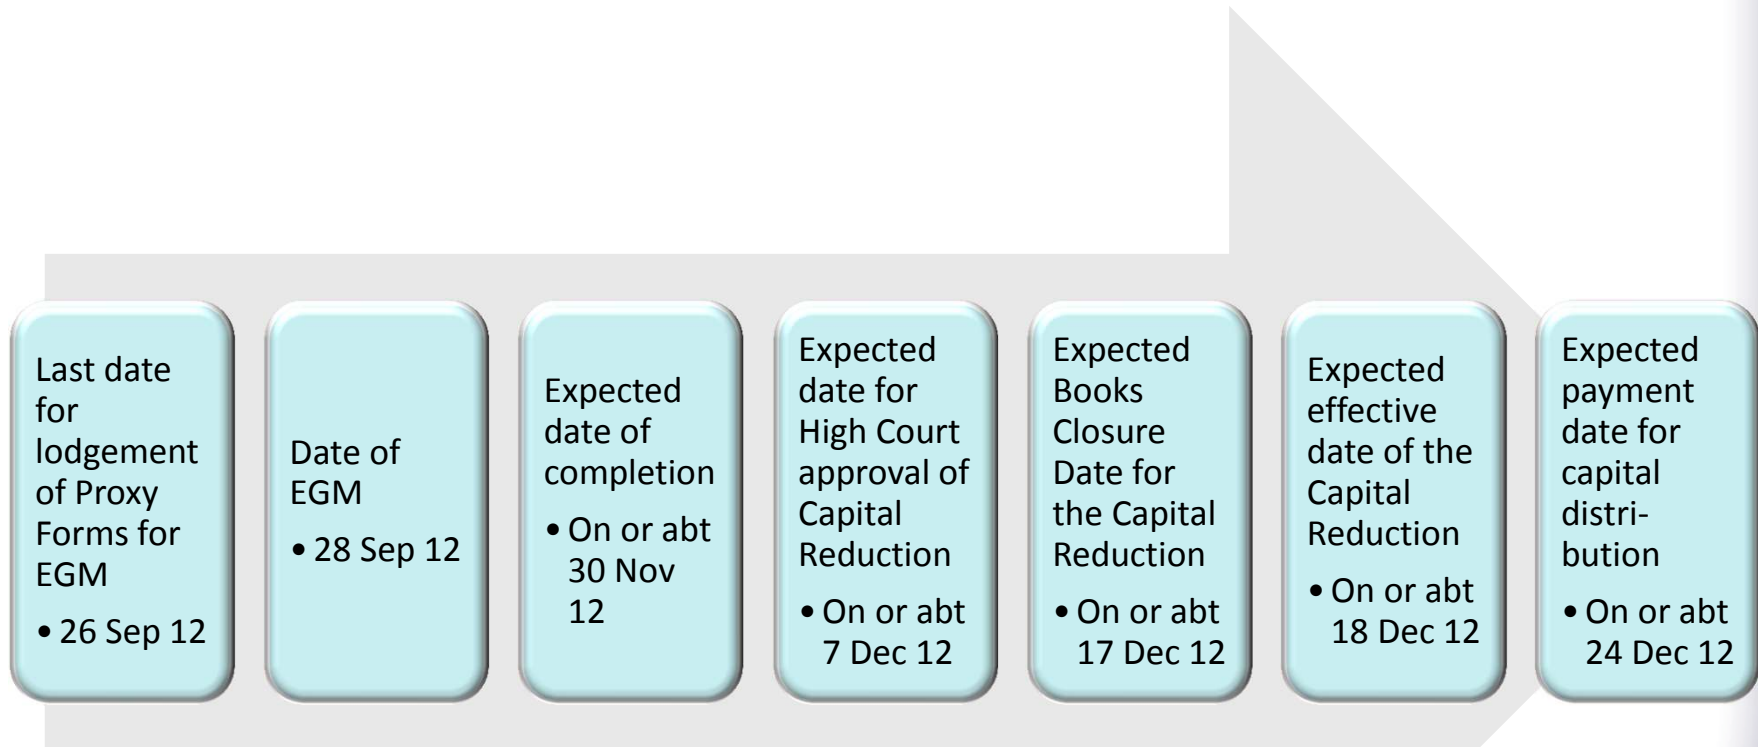 Last date
for
lodgement
of Proxy
Forms for
EGM
• 26 Sep 12
Date of
EGM
• 28 Sep 12
Expected
date of
completion
• On or abt
30 Nov
12
Expected
date for
High Court
approval of
Capital
Reduction
• On or abt
7 Dec 12
Expected
Books
Closure
Date for
the Capital
Reduction
• On or abt
17 Dec 12
Expected
effective
date of the
Capital
Reduction
• On or abt
18 Dec 12
Expected
payment
date for
capital
distri-
bution
• On or abt
24 Dec 12